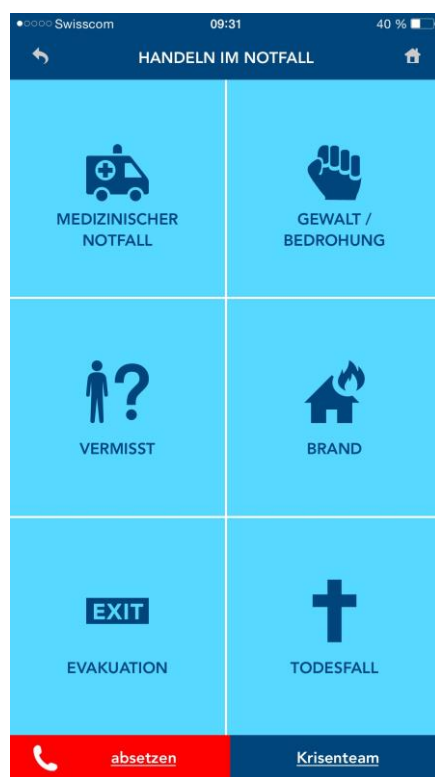 Swisscom 09:31 40 %
HANDELN IM NOTFALL
MEDIZINISCHER
NOTFALL
GEWALT /
BEDROHUNG
VERMISST
BRAND
EXIT
EVAKUATION
TODESFALL
absetzen
Krisenteam